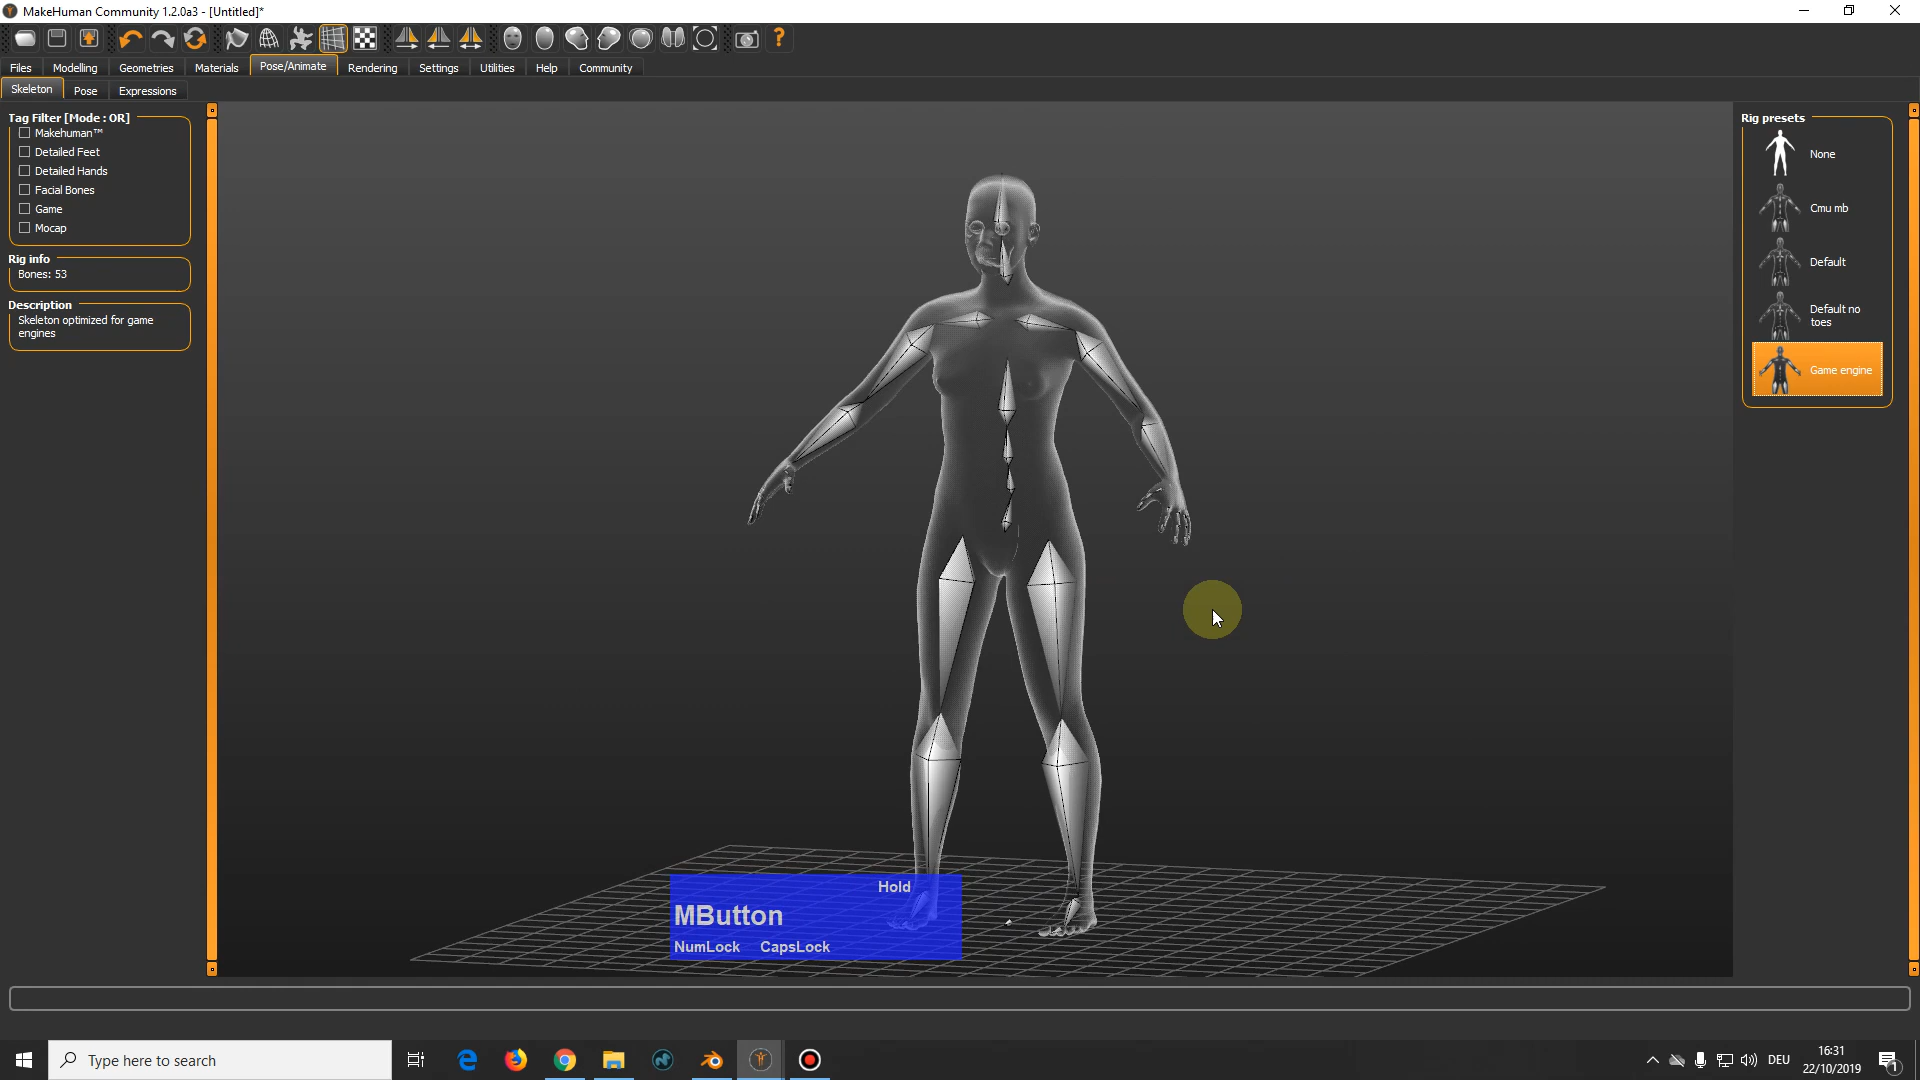 MakeHuman Community 1.2.0a3 - [Untitled]*
Files Modelling Geometries Materials Pose/Animate Rendering Settings Utilities Help Community
Skeleton Pose Expressions
Tag Filter [Mode : OR]
Makehuman™
Detailed Feet
Detailed Hands
Facial Bones
Game
Mocap
Rig info
Bones: 53
Description
Skeleton optimized for game
engines
Rig presets
None
Cmu mb
Default
Default no
toes
Game engine
Hold
MButton
NumLock CapsLock
Type here to search
DEU
16:31
22/10/2019
1